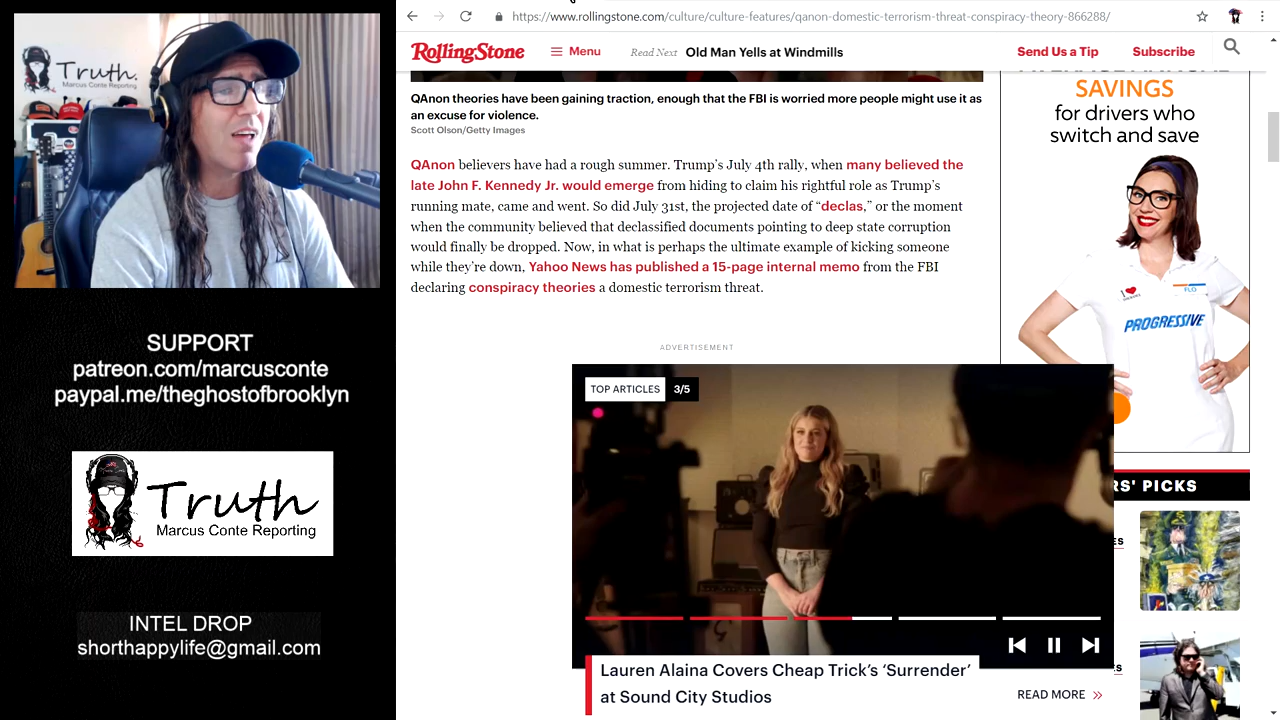 Truth.
Marcus Conte Reporting
SUPPORT
patreon.com/marcusconte
paypal.me/theghostofbrooklyn
Truth
Marcus Conte Reporting
INTEL DROP
shorthappylife@gmail.com
https://www.rollingstone.com/culture/culture-features/qanon-domestic-terrorism-threat-conspiracy-theory-866288/
RollingStone
Menu
Read Next Old Man Yells at Windmills
Send Us a Tip
Subscribe
QAnon theories have been gaining traction, enough that the FBI is worried more people might use it as
an excuse for violence.
Scott Olson/Getty Images
QAnon believers have had a rough summer. Trump’s July 4th rally, when many believed the
late John F. Kennedy Jr. would emerge from hiding to claim his rightful role as Trump’s
running mate, came and went. So did July 31st, the projected date of “declas,” or the moment
when the community believed that declassified documents pointing to deep state corruption
would finally be dropped. Now, in what is perhaps the ultimate example of kicking someone
while they’re down, Yahoo News has published a 15-page internal memo from the FBI
declaring conspiracy theories a domestic terrorism threat.
ADVERTISEMENT
TOP ARTICLES 3/5
Lauren Alaina Covers Cheap Trick’s ‘Surrender’
at Sound City Studios
READ MORE
SAVINGS
for drivers who
switch and save
I
FLO
PROGRESSIVE
RS' PICKS
ES
S